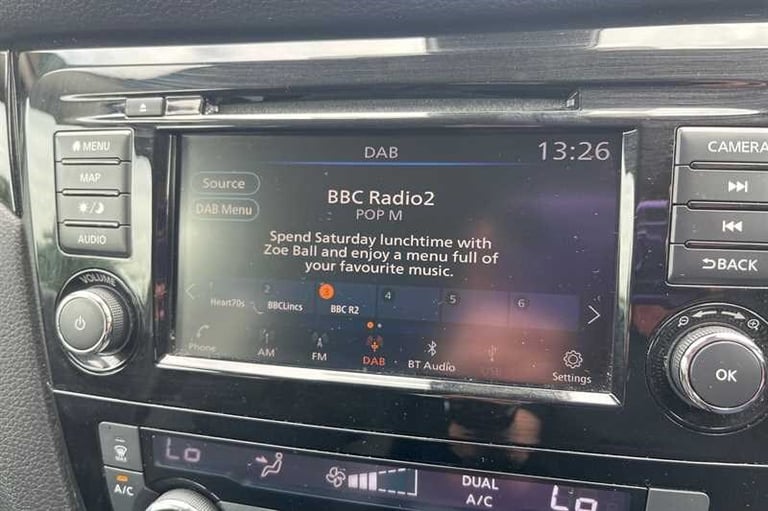 DAB
13:26
MENU
MAP
AUDIO
VOLUME
Source
DAB Menu
BBC Radio2
POP M
Spend Saturday lunchtime with
Zoe Ball and enjoy a menu full of
your favourite music.
1 2 3 4 5 6
Heart70s BBCLincs BBC R2
Phone AM FM DAB BT Audio USB Settings
CAMERA
BACK
OK
MAX
A/C
Lo
DUAL
A/C
Lo